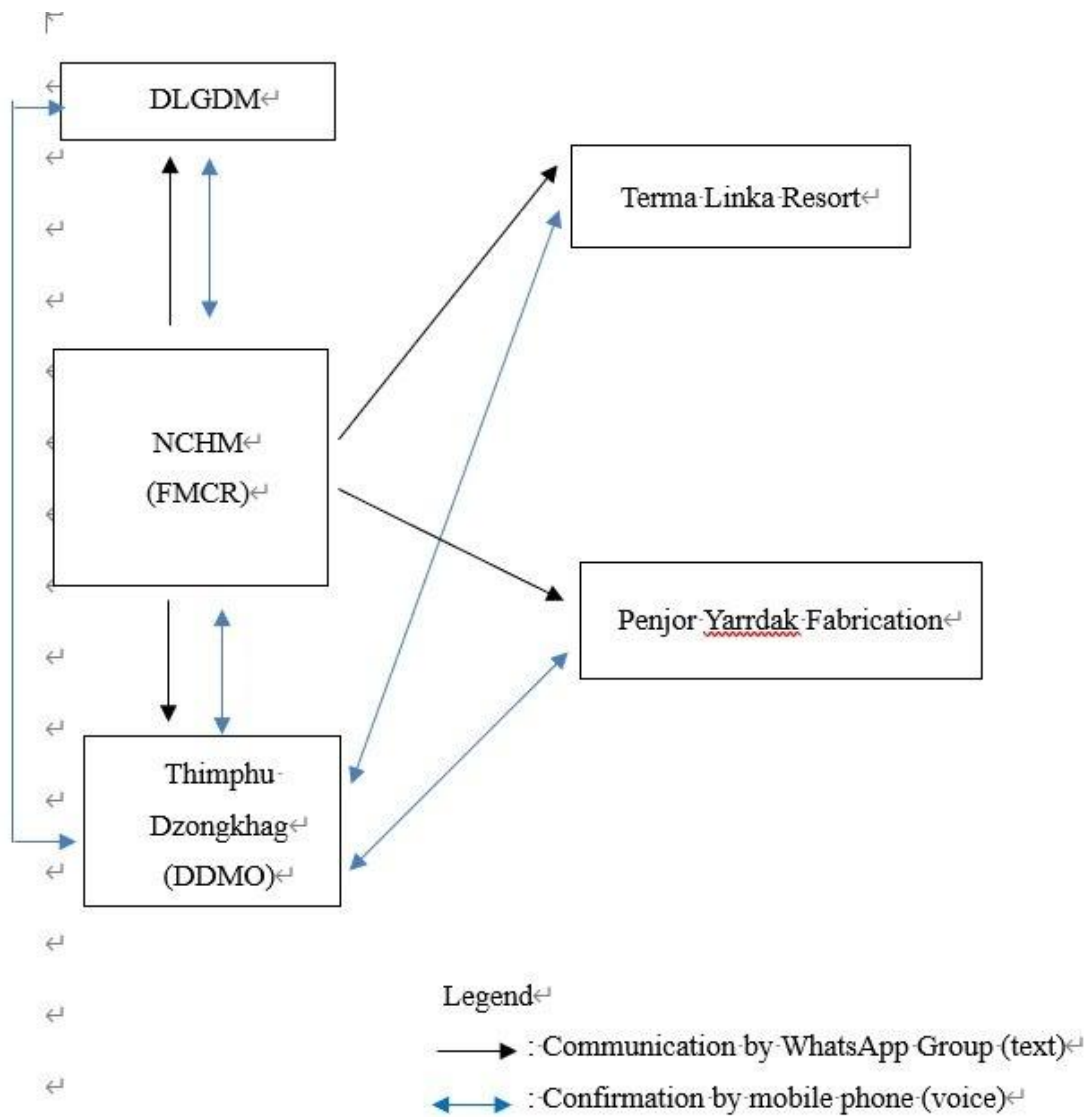 DLGDM
Terma Linka Resort
NCHM
(FMCR)
Penjor Yarrdak Fabrication
Thimphu
Dzongkhag
(DDMO)
Legend
: Communication by WhatsApp Group (text)
: Confirmation by mobile phone (voice)